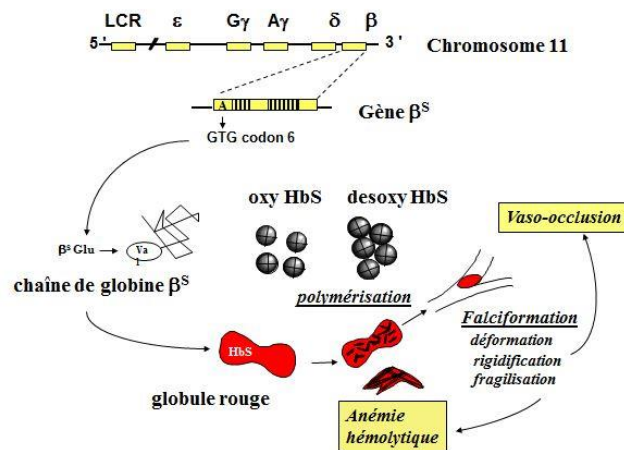 LCR ε Gγ Aγ δ β
5' 3'
Chromosome 11
A
Gène βS
GTG codon 6
oxy HbS desoxy HbS
Vaso-occlusion
βS Glu
Va
l
chaîne de globine βS
polymérisation
Falciformation
déformation
rigidification
fragilisation
HbS
globule rouge
Anémie
hémolytique